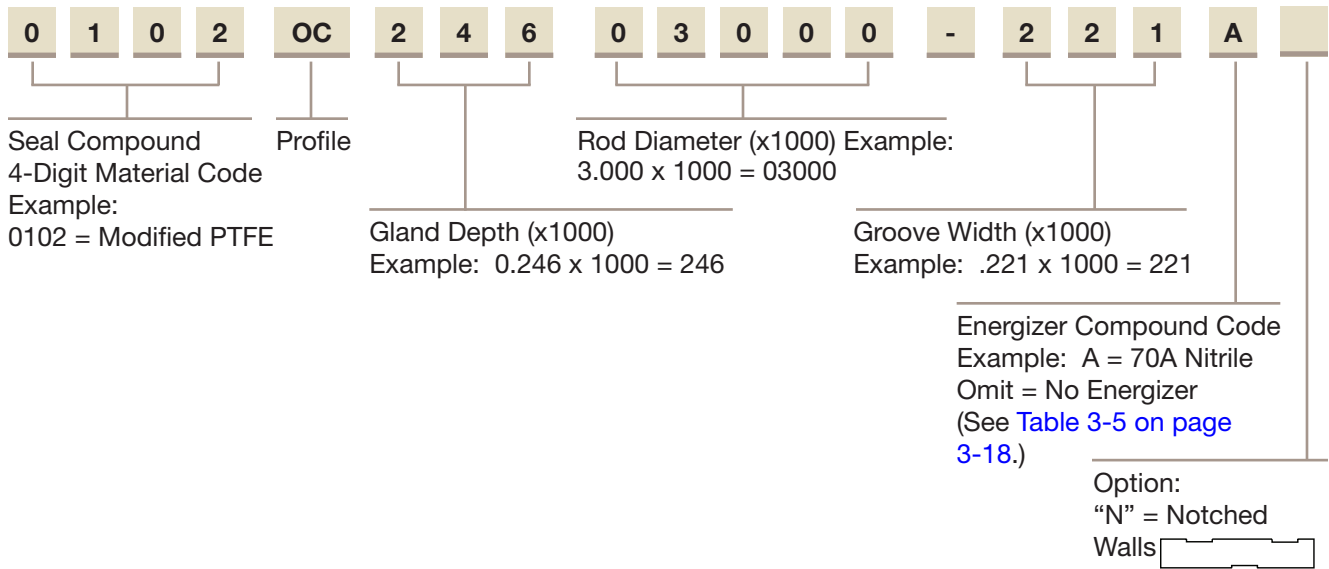 0 1 0 2 OC 2 4 6 0 3 0 0 0 - 2 2 1 A
Seal Compound
4-Digit Material Code
Example:
0102 = Modified PTFE
Profile
Gland Depth (x1000)
Example: 0.246 x 1000 = 246
Rod Diameter (x1000) Example:
3.000 x 1000 = 03000
Groove Width (x1000)
Example: .221 x 1000 = 221
Energizer Compound Code
Example: A = 70A Nitrile
Omit = No Energizer
(See Table 3-5 on page
3-18.)
Option:
“N” = Notched
Walls